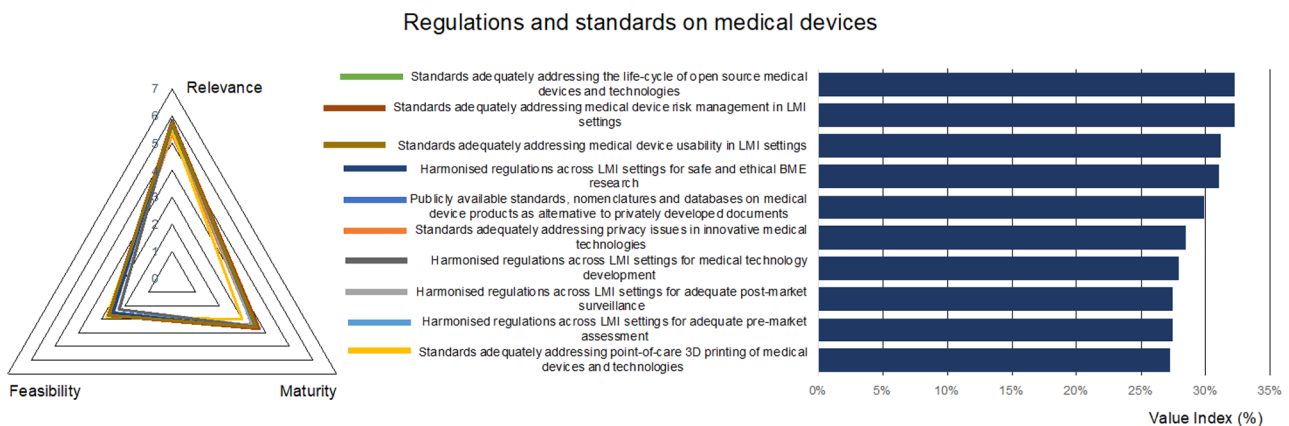 Regulations and standards on medical devices
Relevance
7
6
5
4
3
2
1
0
Feasibility
Maturity
Standards adequately addressing the life-cycle of open source medical
devices and technologies
Standards adequately addressing medical device risk management in LMI
settings
Standards adequately addressing medical device usability in LMI settings
Harmonised regulations across LMI settings for safe and ethical BME
research
Publicly available standards, nomenclatures and databases on medical
device products as alternative to privately developed documents
Standards adequately addressing privacy issues in innovative medical
technologies
Harmonised regulations across LMI settings for medical technology
development
Harmonised regulations across LMI settings for adequate post-market
surveillance
Harmonised regulations across LMI settings for adequate pre-market
assessment
Standards adequately addressing point-of-care 3D printing of medical
devices and technologies
0% 5% 10% 15% 20% 25% 30% 35%
Value Index (%)